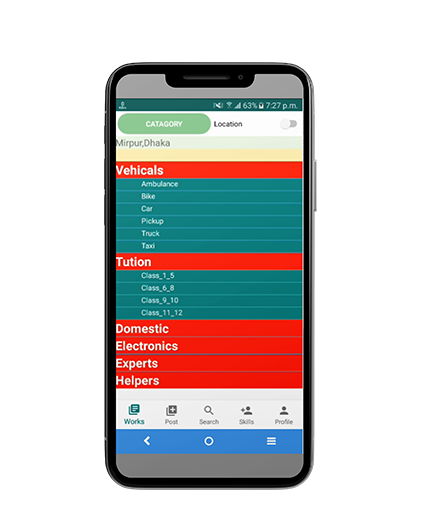 63% 7:27 p.m.
CATAGORY Location
Mirpur,Dhaka
Vehicals
Ambulance
Bike
Car
Pickup
Truck
Taxi
Tution
Class_1_5
Class_6_8
Class_9_10
Class_11_12
Domestic
Electronics
Experts
Helpers
Works Post Search Skills Profile